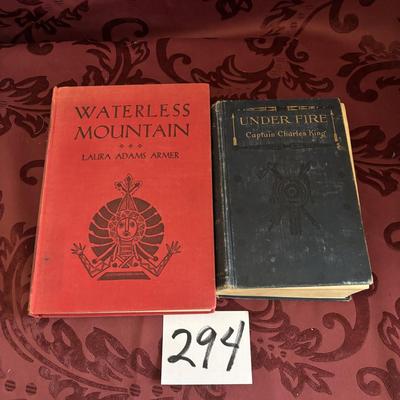 WATERLESS
MOUNTAIN
LAURA ADAMS ARMER
UNDER FIRE
Captain Charles King
294